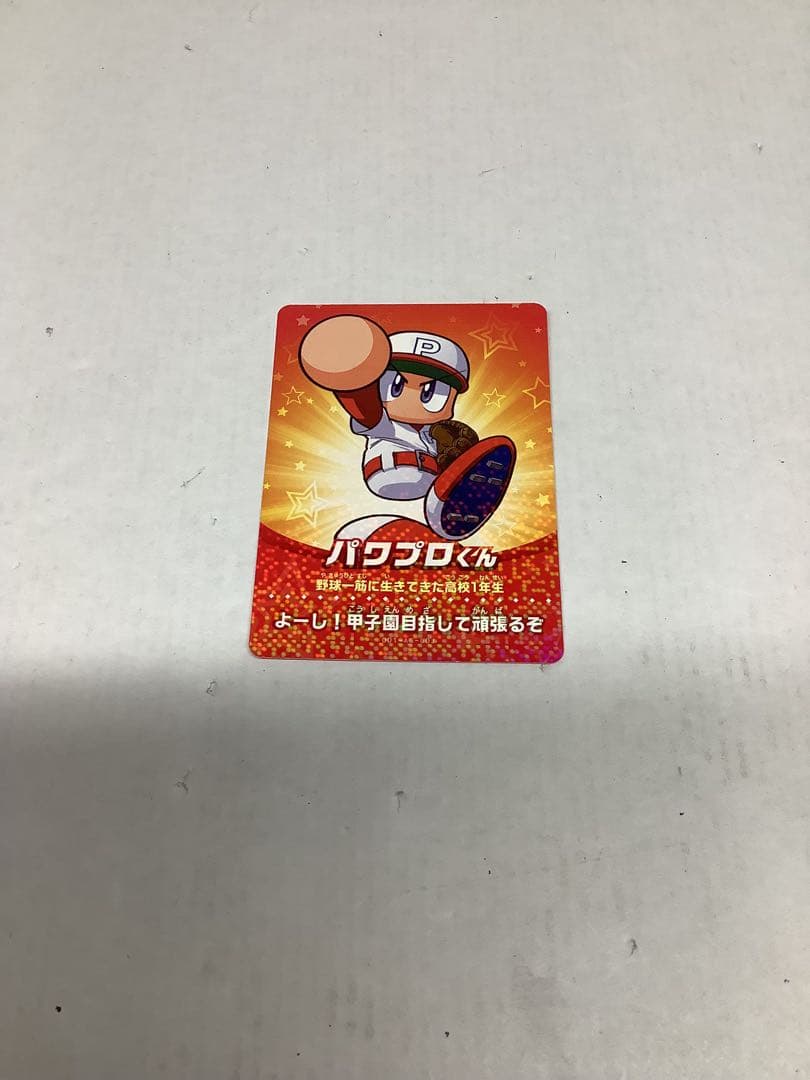 P
パワプロくん
野球一筋に生きてきた高校1年生
よーし!甲子園目指して頑張るぞ